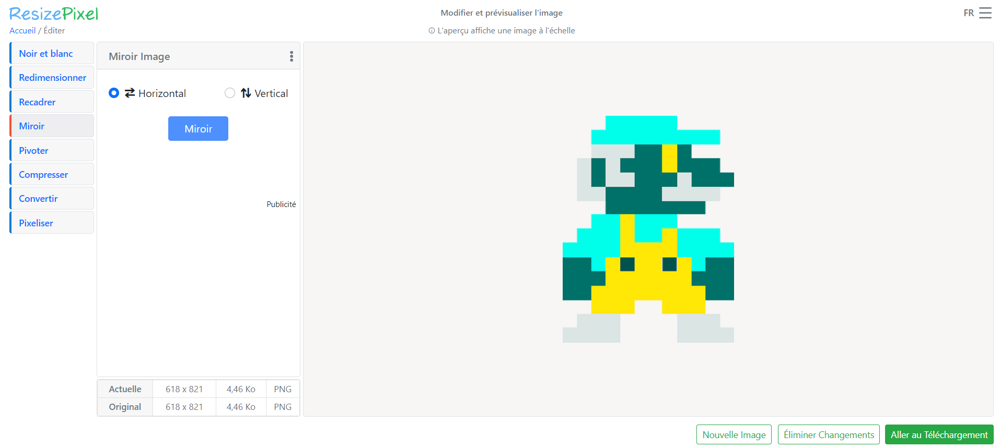 ResizePixel
Modifier et prévisualiser l'image
FR
Accueil / Éditer
L'aperçu affiche une image à l'échelle
Noir et blanc
Redimensionner
Recadrer
Miroir
Pivoter
Compresser
Convertir
Pixeliser
Miroir Image
Horizontal
Vertical
Miroir
Publicité
Actuelle 618 x 821 4,46 Ko PNG
Original 618 x 821 4,46 Ko PNG
Nouvelle Image
Éliminer Changements
Aller au Téléchargement